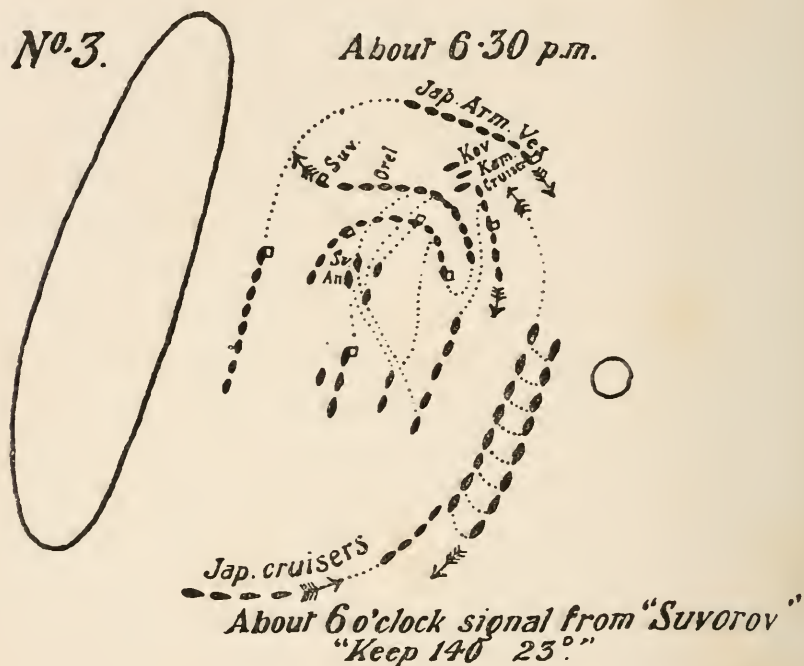 No. 3.
About 6·30 p.m.
Jap. Arm. Ves
Suv.
Orel
Kov
Kam.
Cruiser
Sv.
An
Jap. cruisers
About 6 o'clock signal from "Suvorov"
"Keep 140 23°."